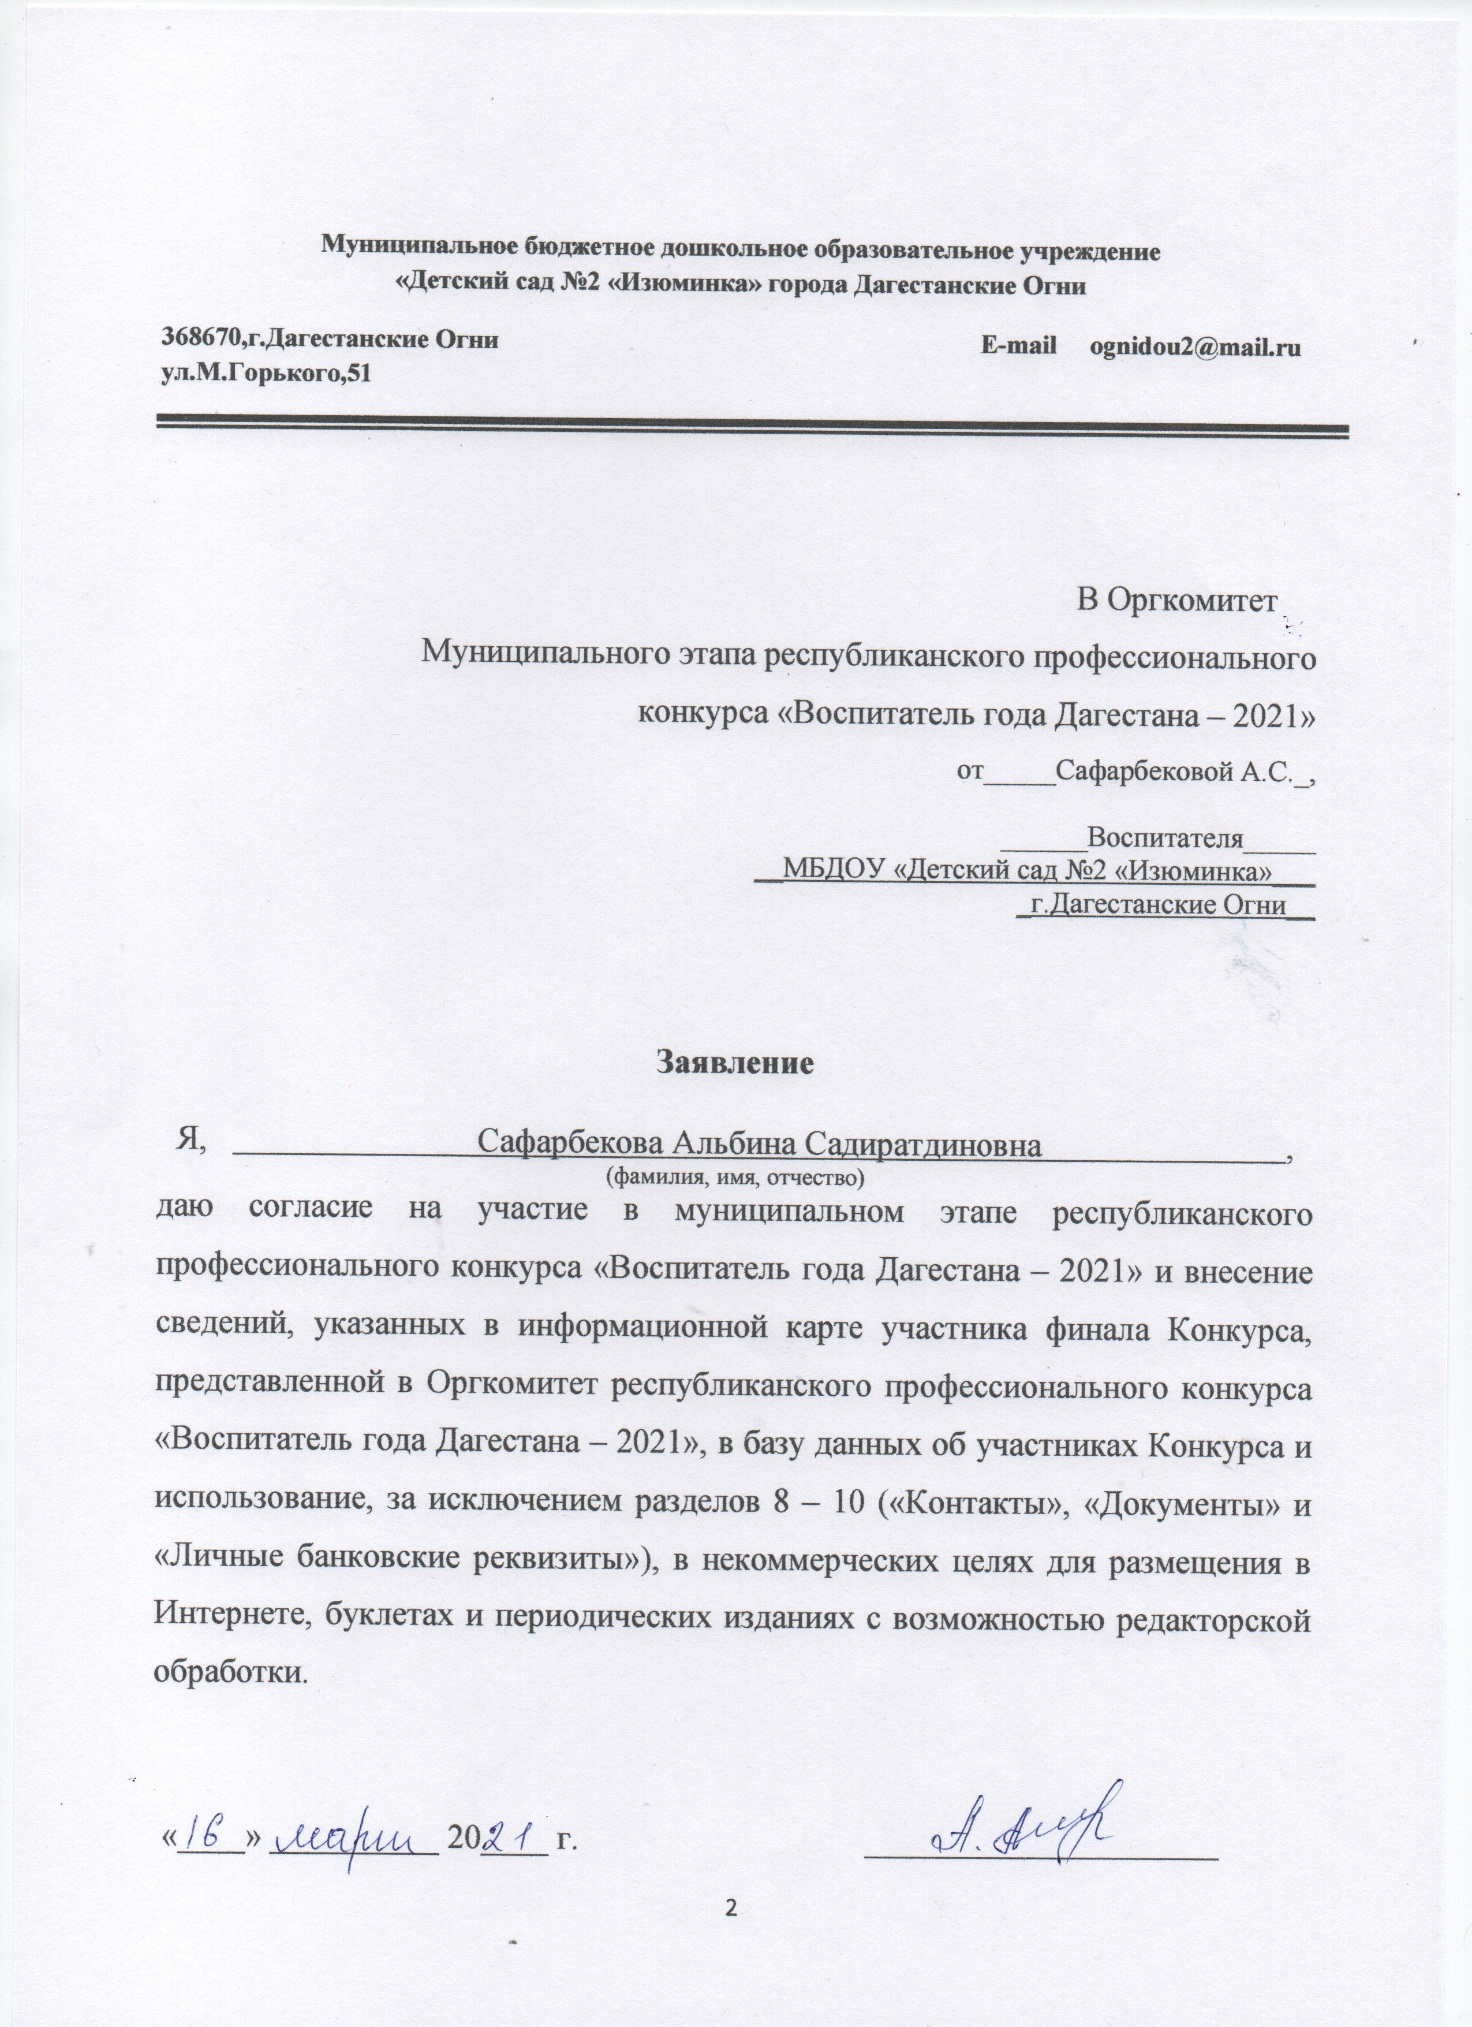 Муниципальное бюджетное дошкольное образовательное учреждение
«Детский сад №2 «Изюминка» города Дагестанские Огни
368670,г.Дагестанские Огни E-mail ognidou2@mail.ru
ул.М.Горького,51
В Оргкомитет
Муниципального этапа республиканского профессионального
конкурса «Воспитатель года Дагестана – 2021»
от_____Сафарбековой А.С._,
______Воспитателя_____
__МБДОУ «Детский сад №2 «Изюминка»___
_г.Дагестанские Огни__
Заявление
Я, Сафарбекова Альбина Садиратдиновна,
(фамилия, имя, отчество)
даю согласие на участие в муниципальном этапе республиканского
профессионального конкурса «Воспитатель года Дагестана – 2021» и внесение
сведений, указанных в информационной карте участника финала Конкурса,
представленной в Оргкомитет республиканского профессионального конкурса
«Воспитатель года Дагестана – 2021», в базу данных об участниках Конкурса и
использование, за исключением разделов 8 – 10 («Контакты», «Документы» и
«Личные банковские реквизиты»), в некоммерческих целях для размещения в
Интернете, буклетах и периодических изданиях с возможностью редакторской
обработки.
«16» март 2021 г.
2